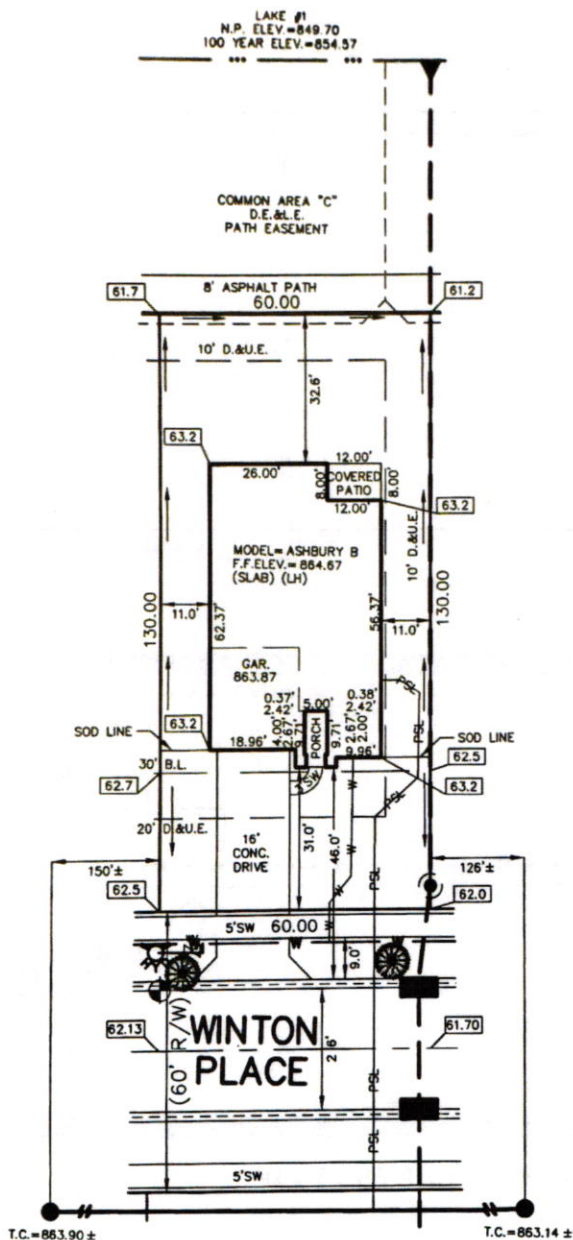 LAKE #1
N.P. ELEV.=849.70
100 YEAR ELEV.=854.57
COMMON AREA "C"
D.E.&L.E.
PATH EASEMENT
8' ASPHALT PATH
61.7
60.00
61.2
10' D.&U.E.
32.6'
63.2
26.00'
12.00'
8.00'
COVERED
PATIO
8.00'
12.00'
63.2
MODEL= ASHBURY B
F.F.ELEV.= 864.67
(SLAB) (LH)
10' D.&U.E.
130.00
11.0'
62.37'
56.37'
11.0'
130.00
GAR.
863.87
0.37'
2.42'
5.00'
0.38'
2.42'
PSL
63.2
4.00'
2.67'
9.71'
PORCH
9.71'
2.67'
2.00'
PSL
SOD LINE
18.96'
9.96'
SOD LINE
30' B.L.
3'SW
62.5
62.7
63.2
W
PSL
20' D.&U.E.
16'
CONC.
DRIVE
31.0'
46.0'
W
150'±
PSL
126'±
62.5
W
62.0
5'SW
60.00
W
W
W
W
9.0'
62.13
(60' R/W)
WINTON
PLACE
61.70
PSL
PSL
5'SW
T.C.=863.90 ±
T.C.=863.14 ±